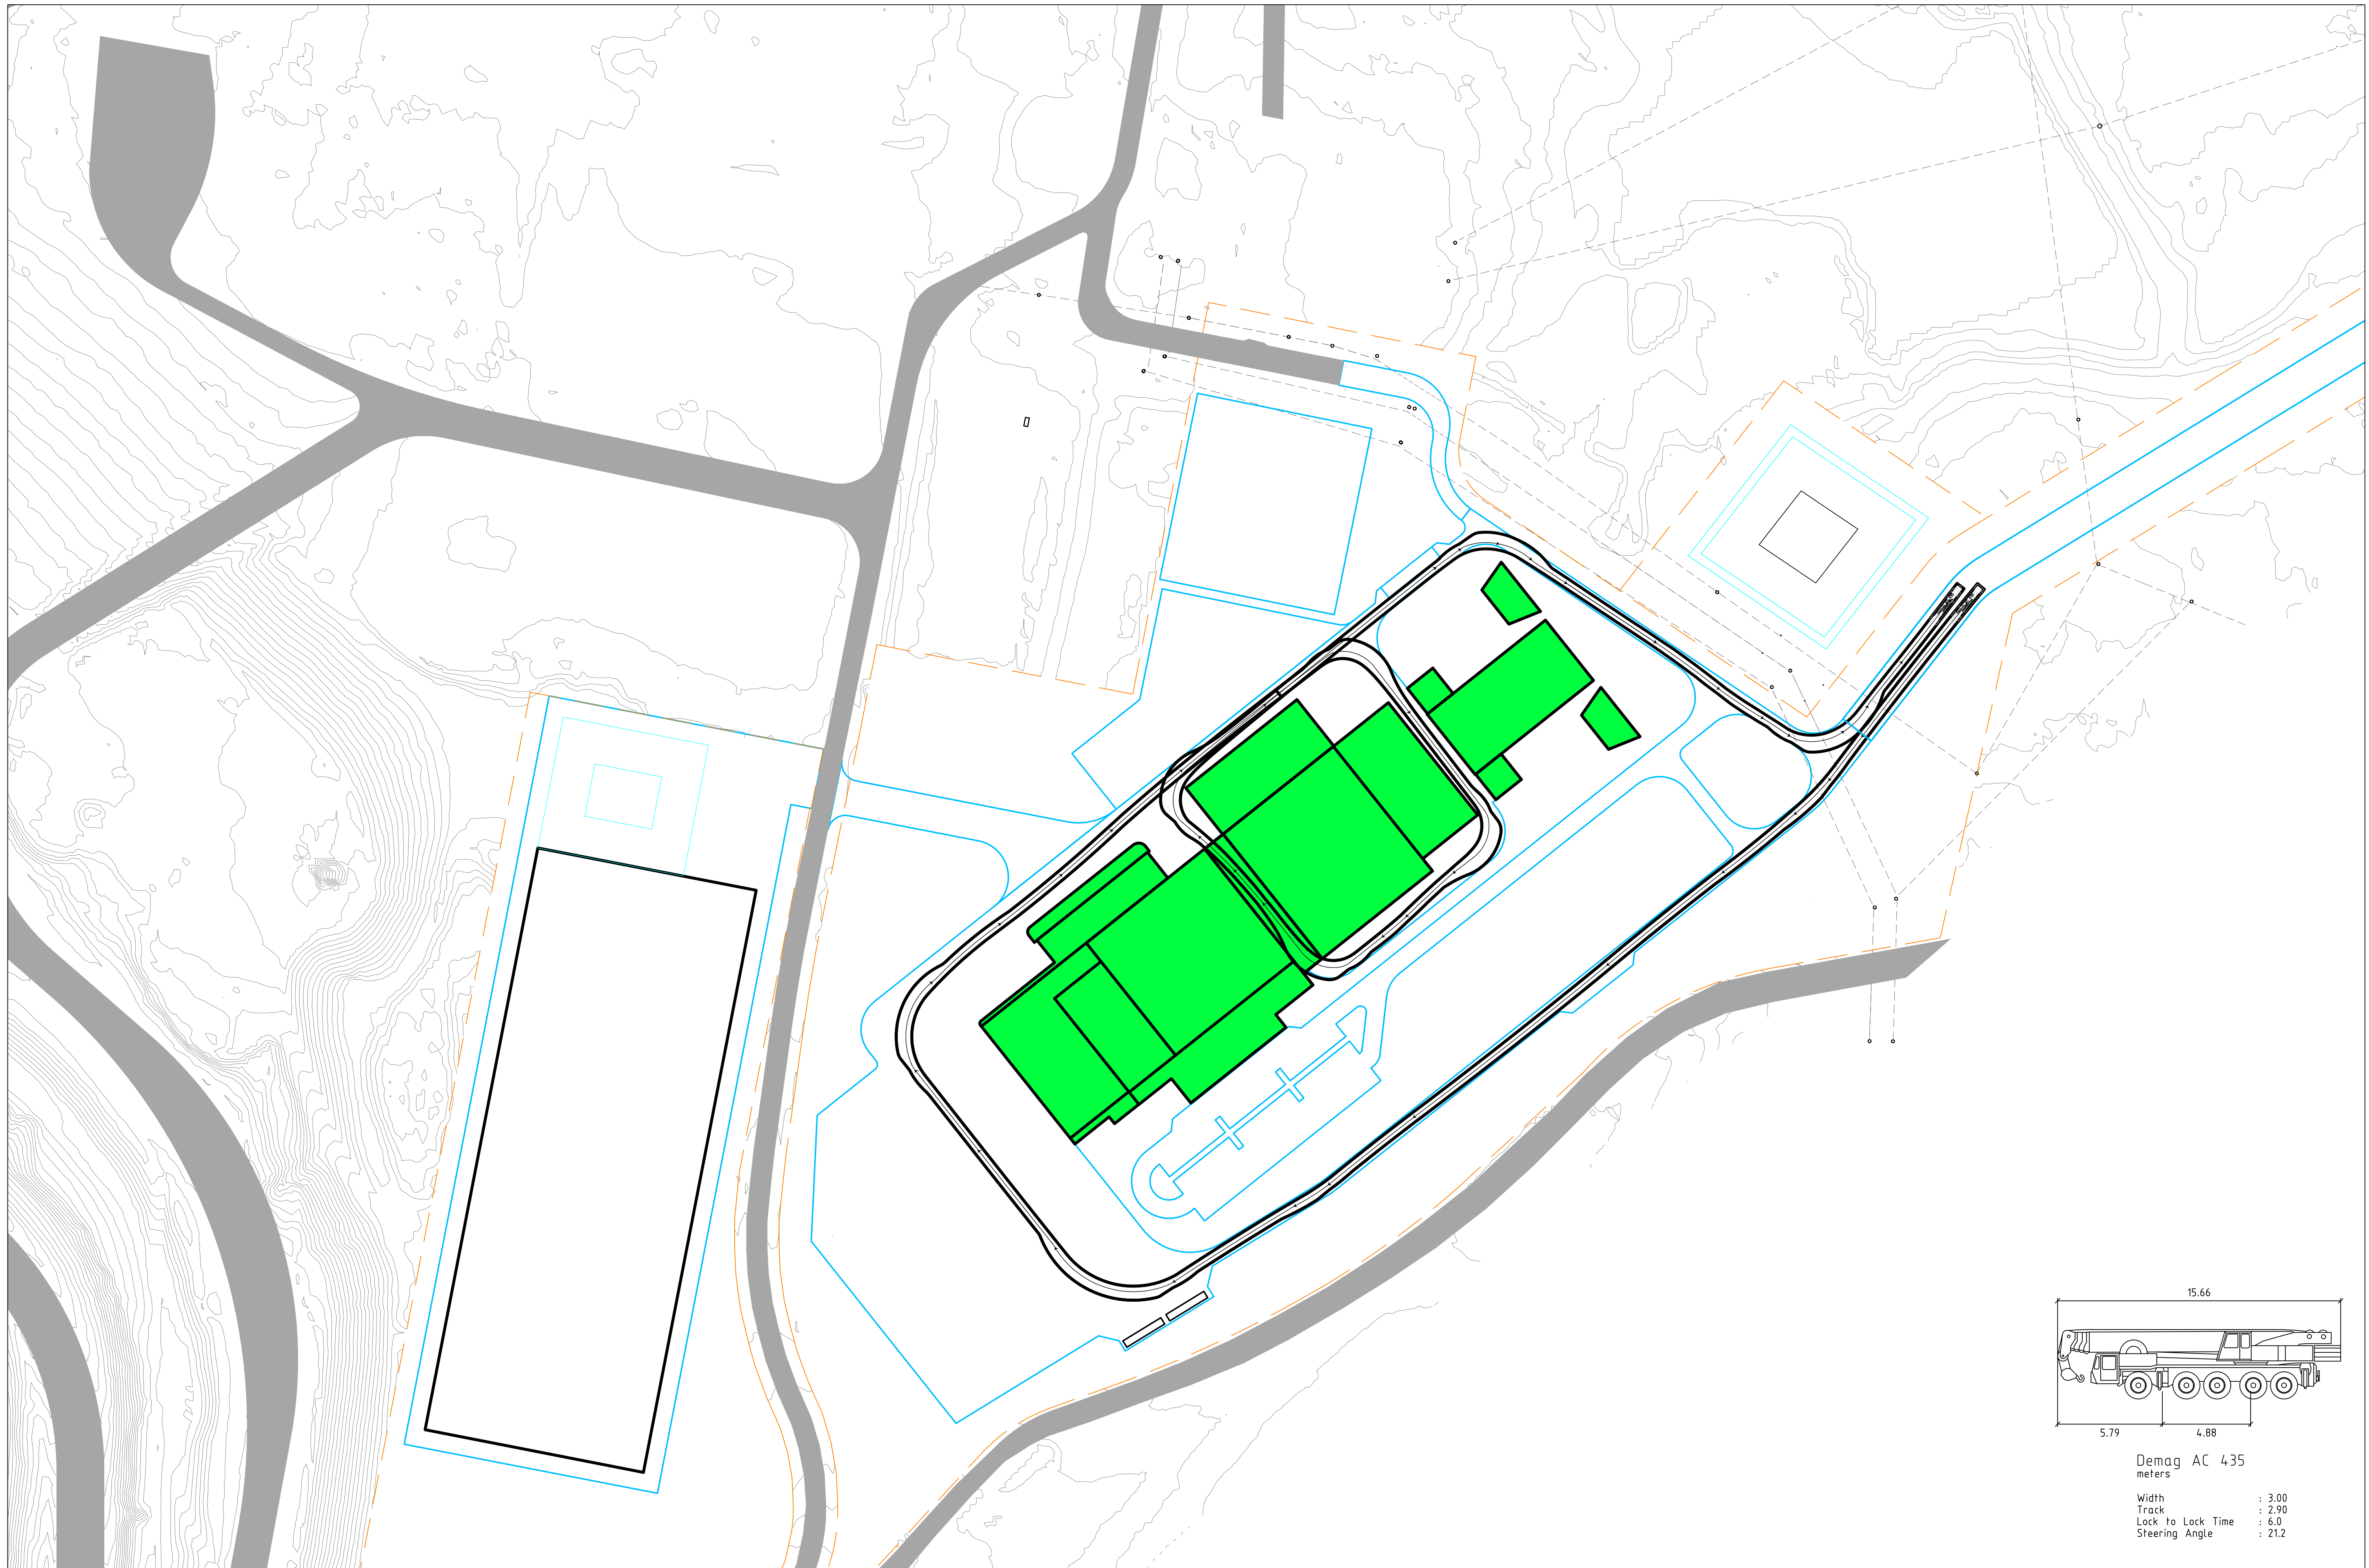 15.66
5.79 4.88
Demag AC 435
meters
Width : 3.00
Track : 2.90
Lock to Lock Time : 6.0
Steering Angle : 21.2